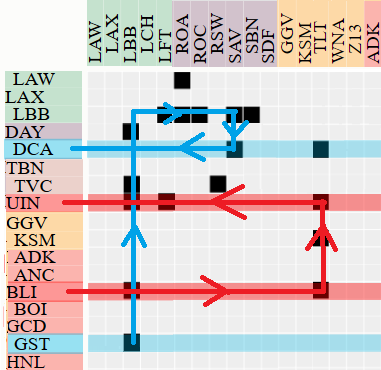 LAW LAX LBB LCH LFT ROA ROC RSW SAV SBN SDF GGV KSM TLT WNA Z13 ADK
LAW
LAX
LBB
DAY
DCA
TBN
TVC
UIN
GGV
KSM
ADK
ANC
BLI
BOI
GCD
GST
HNL